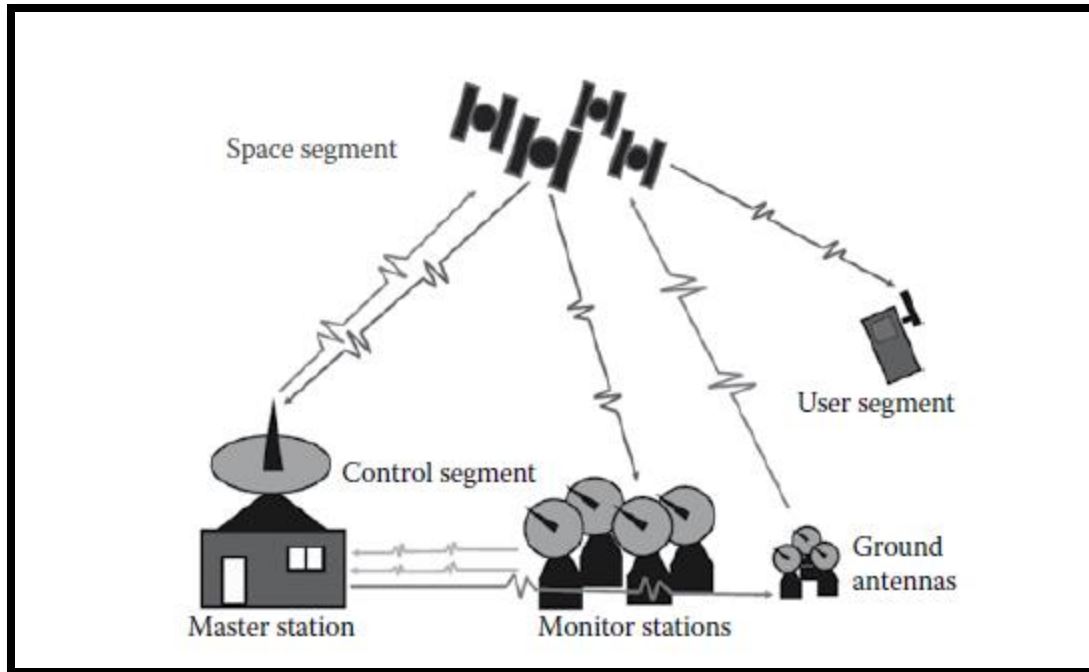 Space segment
User segment
Control segment
Ground
antennas
Master station
Monitor stations